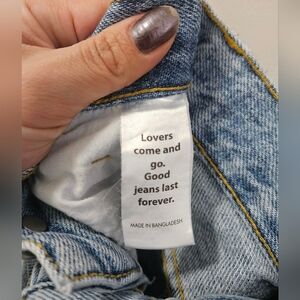 Lovers
come and
go.
Good
jeans last
forever.
MADE IN BANGLADESH